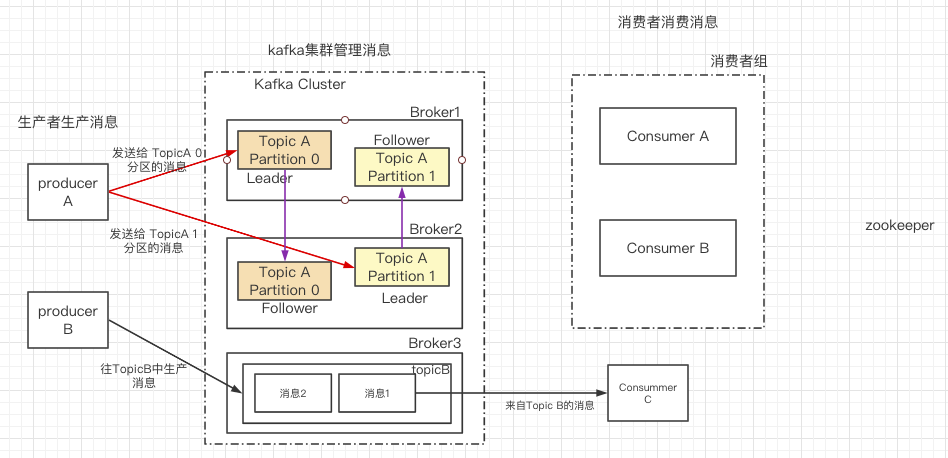 消费者消费消息
kafka集群管理消息
消费者组
Kafka Cluster
生产者生产消息
Broker1
Topic A
Partition 0
Leader
Follower
Topic A
Partition 1
发送给 TopicA 0
分区的消息
producer
A
发送给 TopicA 1
分区的消息
Broker2
Topic A
Partition 0
Follower
Topic A
Partition 1
Leader
producer
B
往TopicB中生产
消息
Broker3
topicB
消息2
消息1
来自Topic B的消息
Consumer A
Consumer B
Consummer
C
zookeeper